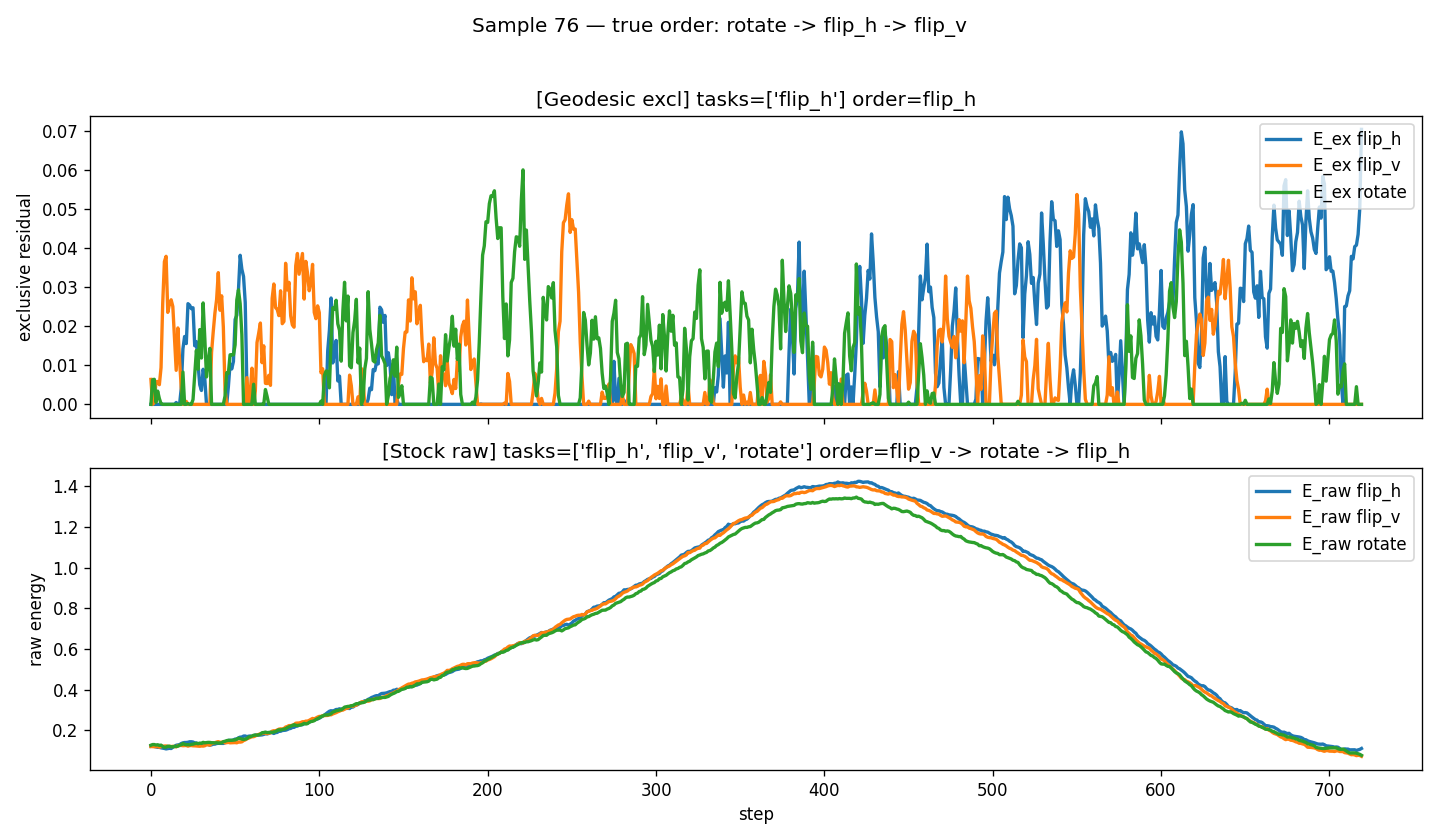 Sample 76 — true order: rotate -> flip_h -> flip_v
[Geodesic excl] tasks=['flip_h'] order=flip_h
exclusive residual
0.07
0.06
0.05
0.04
0.03
0.02
0.01
0.00
E_ex flip_h
E_ex flip_v
E_ex rotate
[Stock raw] tasks=['flip_h', 'flip_v', 'rotate'] order=flip_v -> rotate -> flip_h
raw energy
1.4
1.2
1.0
0.8
0.6
0.4
0.2
E_raw flip_h
E_raw flip_v
E_raw rotate
0 100 200 300 400 500 600 700
step